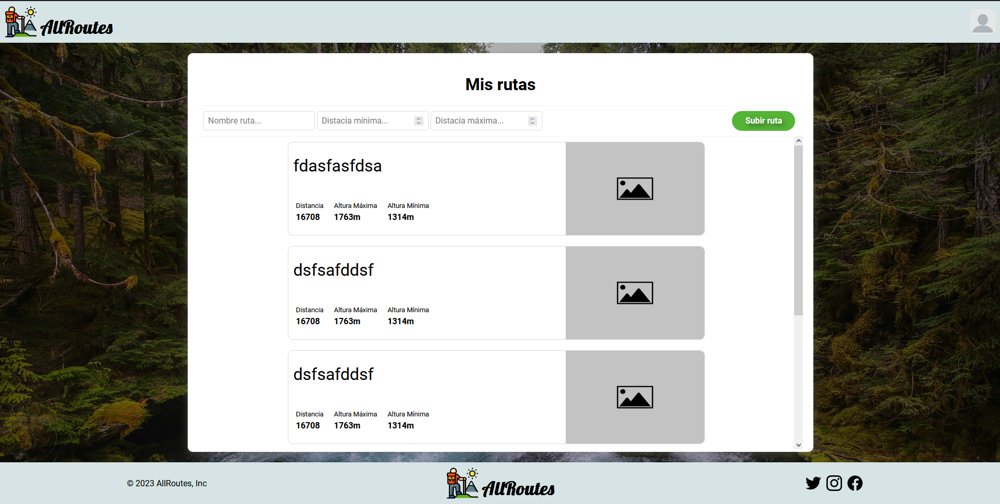 AllRoutes
Mis rutas
Nombre ruta...
Distacia mínima...
Distacia máxima...
Subir ruta
fdasfasfdsa
Distancia Altura Máxima Altura Mínima
16708 1763m 1314m
dsfsafddsf
Distancia Altura Máxima Altura Mínima
16708 1763m 1314m
dsfsafddsf
Distancia Altura Máxima Altura Mínima
16708 1763m 1314m
© 2023 AllRoutes, Inc
AllRoutes